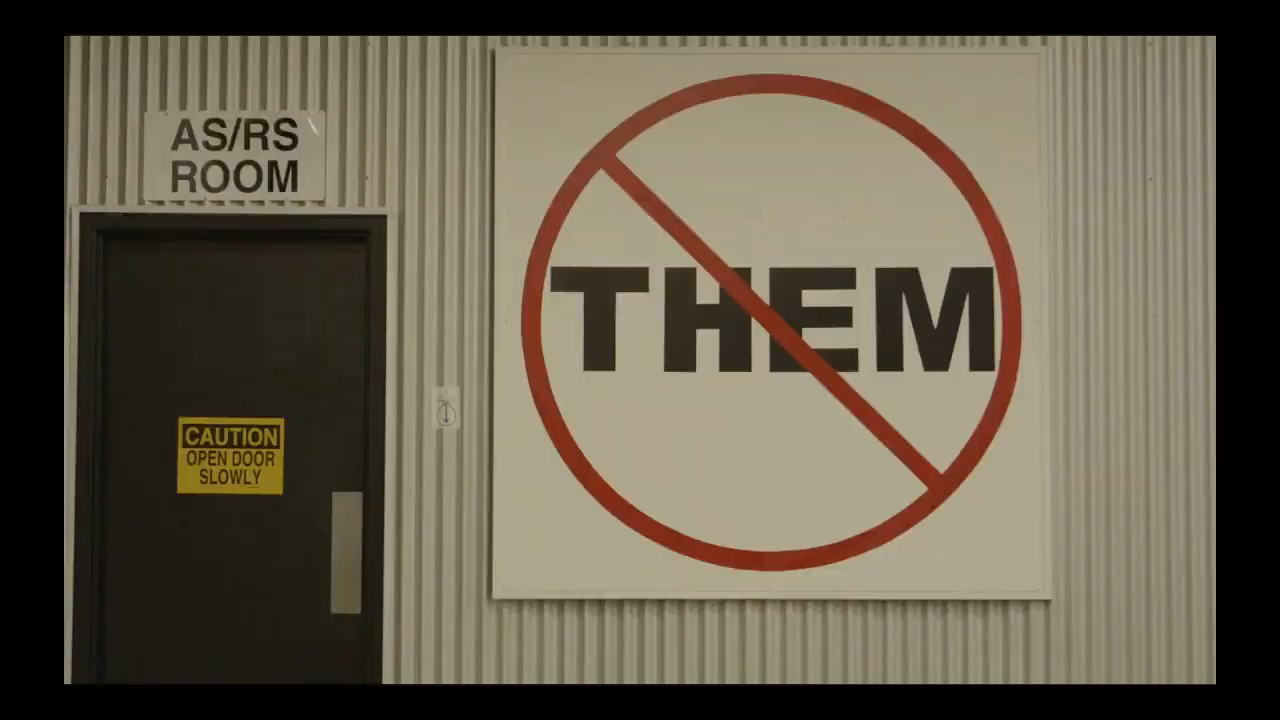 AS/RS
ROOM
THEM
CAUTION
OPEN DOOR
SLOWLY